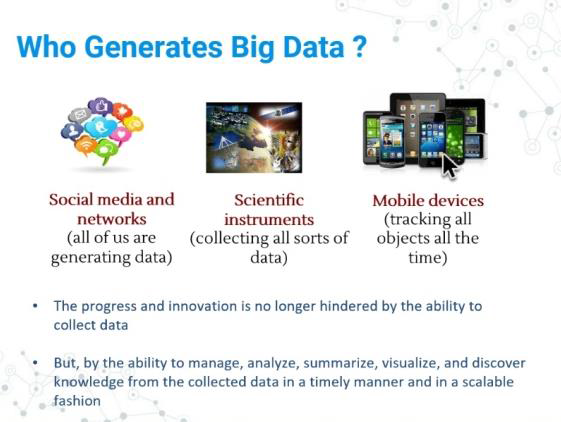 Who Generates Big Data ?
Social media and
networks
(all of us are
generating data)
Scientific
instruments
(collecting all sorts of
data)
Mobile devices
(tracking all
objects all the
time)
• The progress and innovation is no longer hindered by the ability to
collect data
• But, by the ability to manage, analyze, summarize, visualize, and discover
knowledge from the collected data in a timely manner and in a scalable
fashion